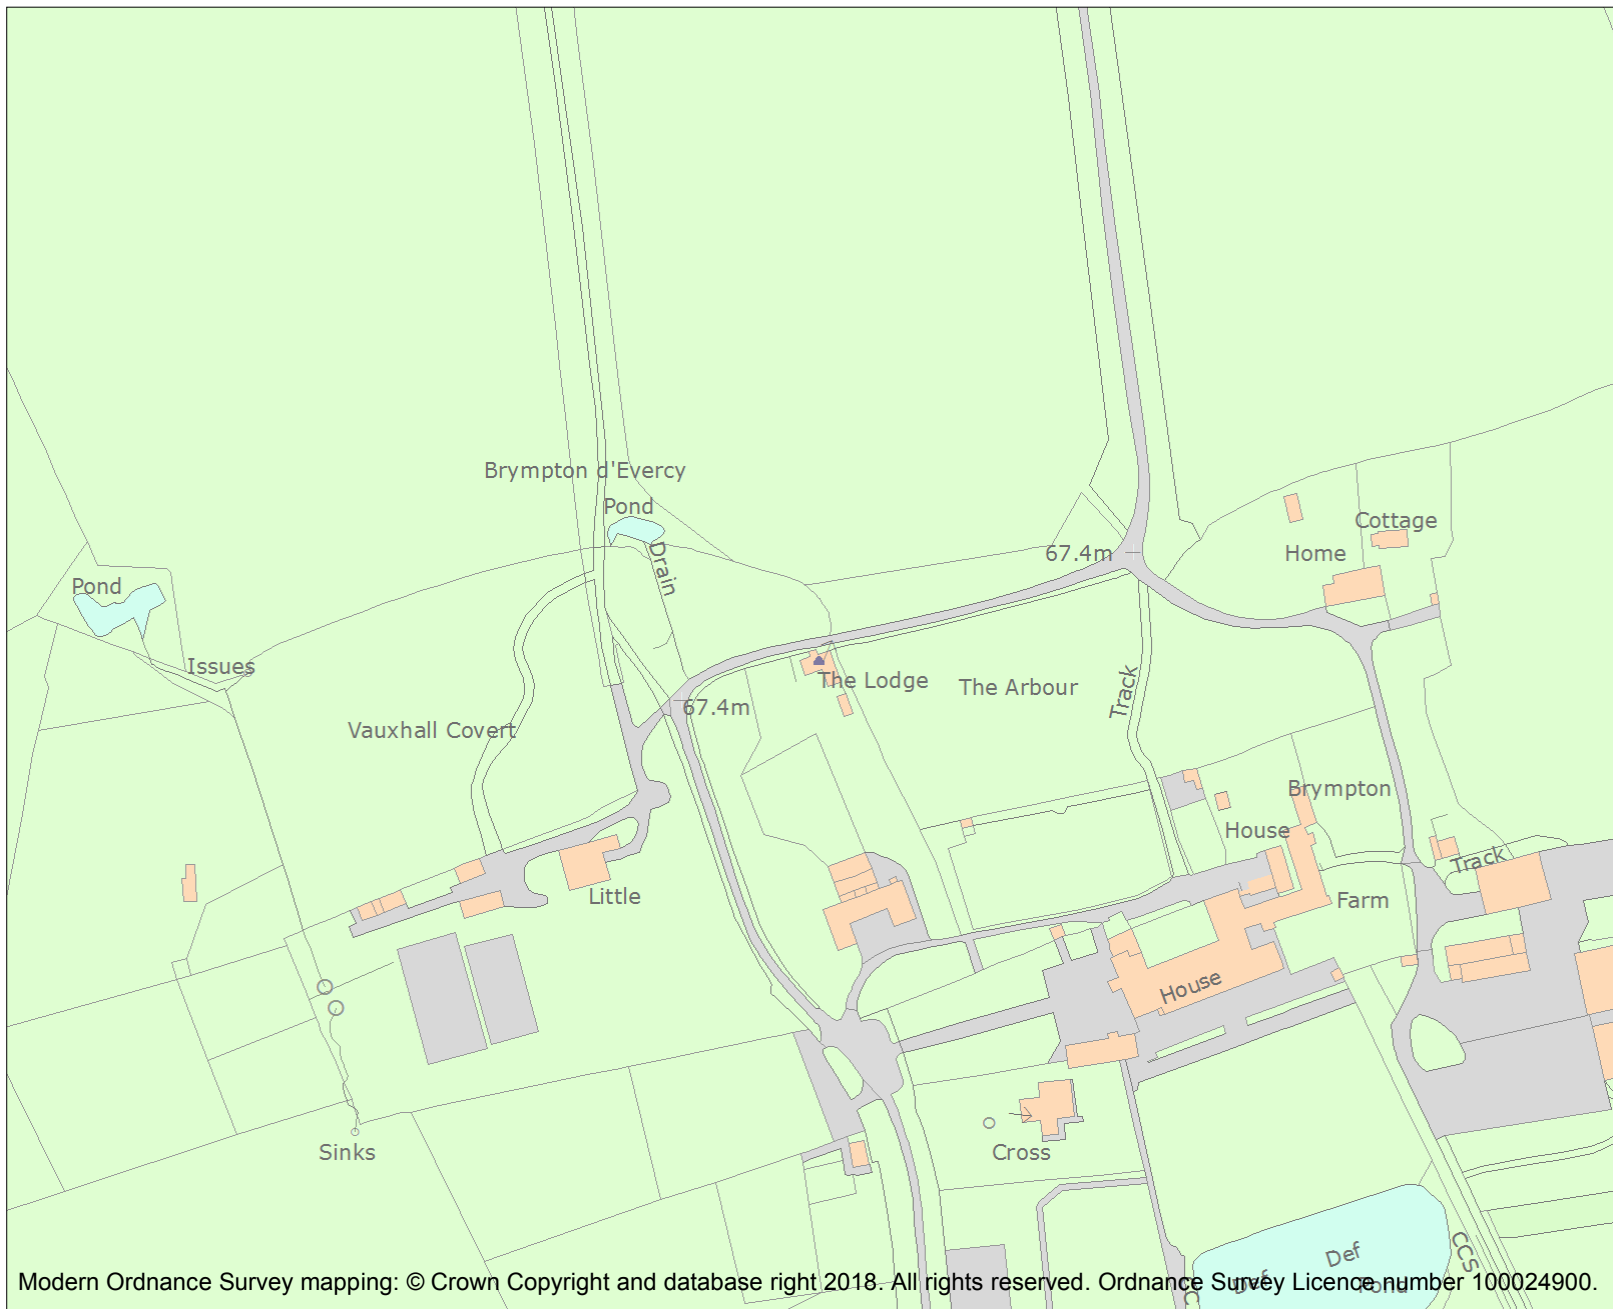 Brympton d'Evercy
Pond
Cottage
67.4m
Home
Drain
Pond
Issues
The Lodge
The Arbour
Track
67.4m
Vauxhall Covert
Brympton
House
Track
Little
Farm
House
Sinks
Cross
CCS
Def
Def
Pond
C
Modern Ordnance Survey mapping: © Crown Copyright and database right 2018. All rights reserved. Ordnance Survey Licence number 100024900.